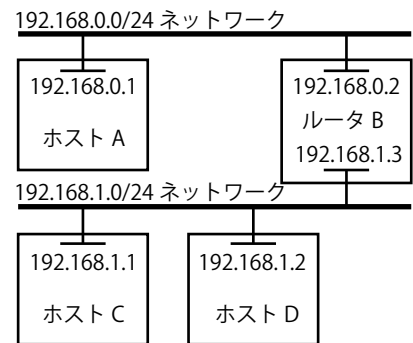 192.168.0.0/24 ネットワーク
192.168.0.1
ホスト A
192.168.0.2
ルータ B
192.168.1.3
192.168.1.0/24 ネットワーク
192.168.1.1
ホスト C
192.168.1.2
ホスト D